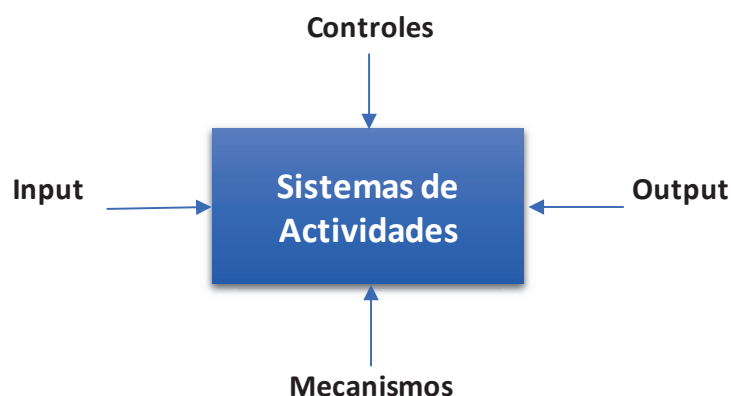 Controles
Input
Sistemas de
Actividades
Output
Mecanismos